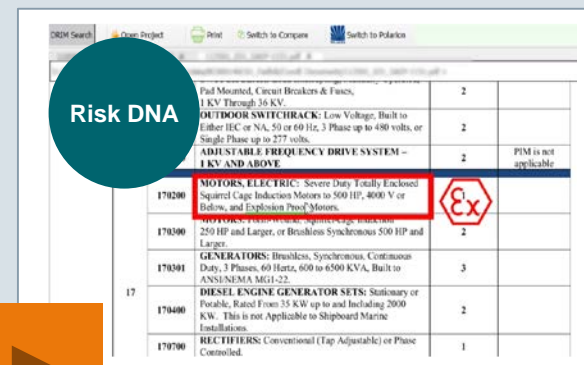 DRIM Search Open Project Print Switch to Compare Switch to Polarion
Risk DNA
Pad Mounted, Circuit Breakers & Fuses,
1 KV Through 36 KV.
2
OUTDOOR SWITCHRACK: Low Voltage, Built to
Either IEC or NA, 50 or 60 Hz, 3 Phase up to 480 volts, or
Single Phase up to 277 volts.
2
ADJUSTABLE FREQUENCY DRIVE SYSTEM –
1 KV AND ABOVE
2
PIM is not
applicable
170200
MOTORS, ELECTRIC: Severe Duty Totally Enclosed
Squirrel Cage Induction Motors to 500 HP, 4000 V or
Below, and Explosion Proof Motors.
Ex
170300
MOTORS: Form-Wound, Squirrel-Cage Induction
250 HP and Larger, or Brushless Synchronous 500 HP and
Larger.
2
170301
GENERATORS: Brushless, Synchronous, Continuous
Duty, 3 Phases, 60 Hertz, 600 to 6500 KVA, Built to
ANSI/NEMA MG1-22.
3
17
170400
DIESEL ENGINE GENERATOR SETS: Stationary or
Potable, Rated From 35 KW up to and Including 2000
KW. This is not Applicable to Shipboard Marine
Installations.
2
170700
RECTIFIERS: Conventional (Tap Adjustable) or Phase
Controlled.
1